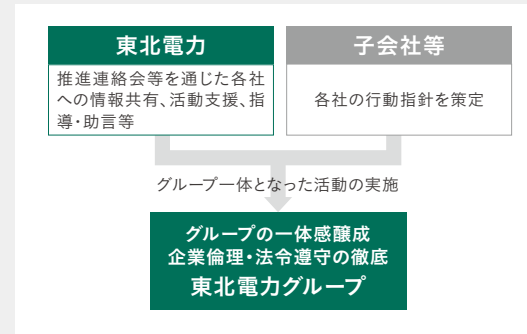 東北電力
推進連絡会等を通じた各社
への情報共有、活動支援、指
導・助言等
子会社等
各社の行動指針を策定
グループ一体となった活動の実施
グループの一体感醸成
企業倫理・法令遵守の徹底
東北電力グループ